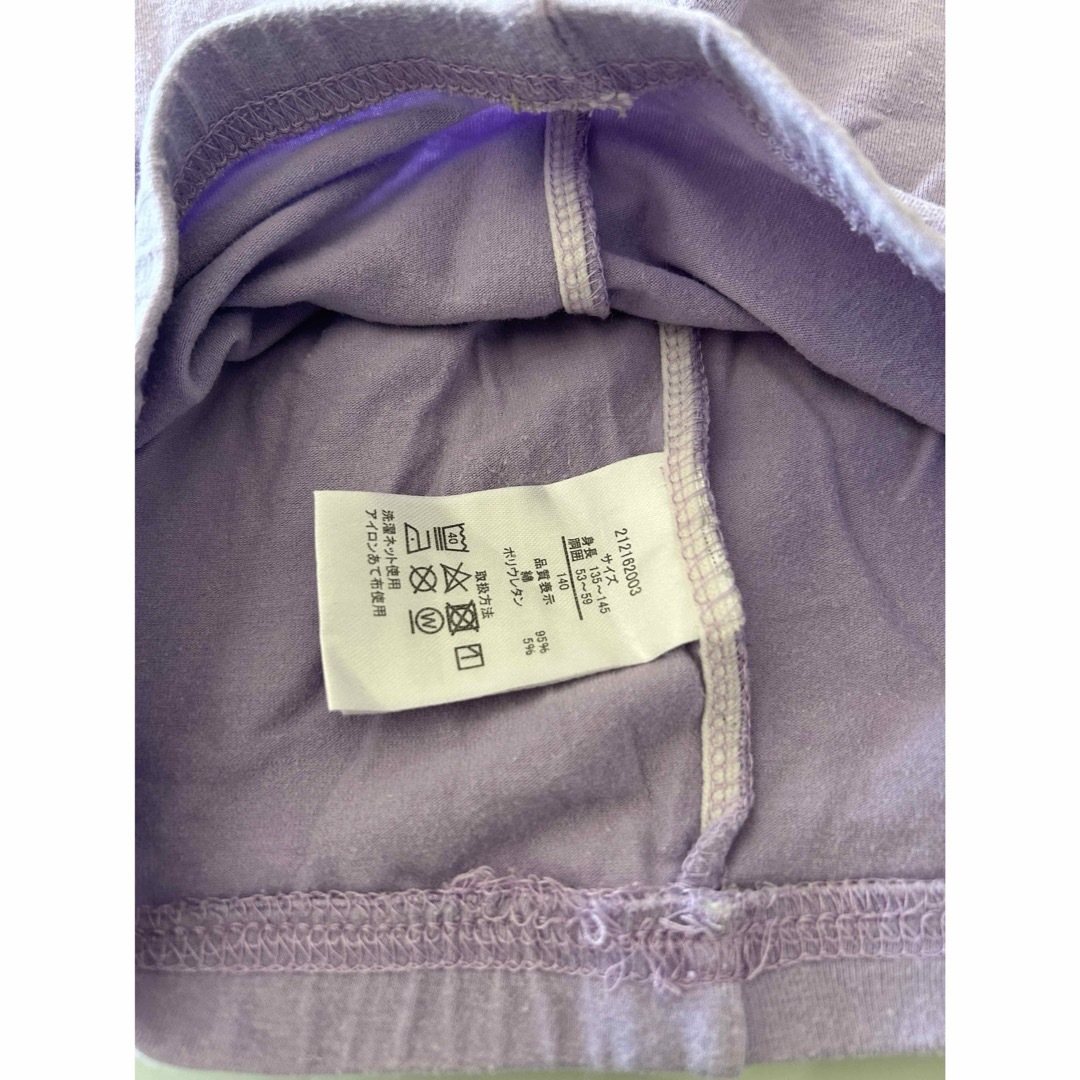 212162003
サイズ
身長 135～145
胴囲 53～59
140
品質表示
綿 95%
ポリウレタン 5%
取扱方法
40
W
洗濯ネット使用
アイロンあて布使用